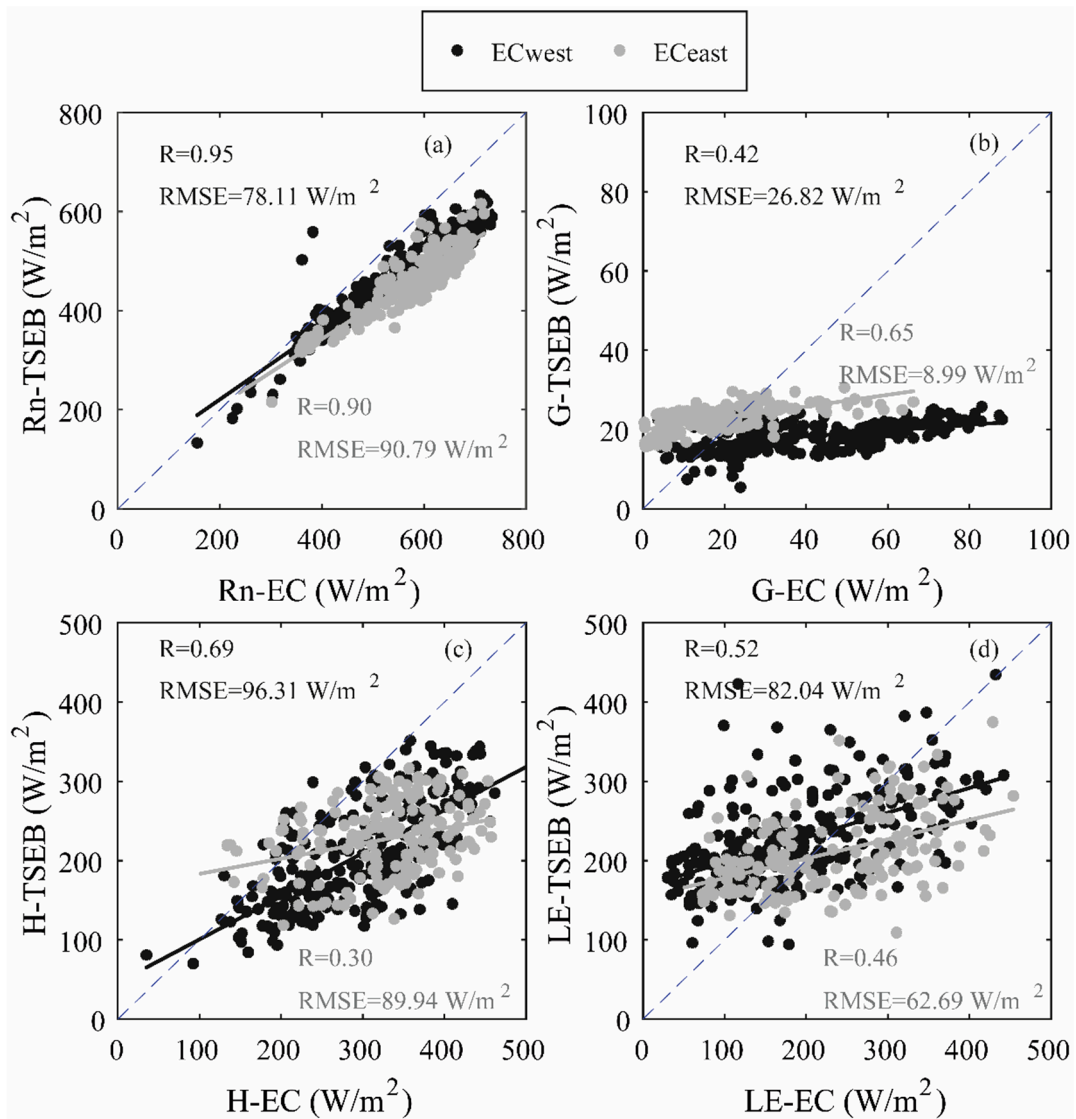 ECwest ECeast
800
600
400
200
0
Rn-TSEB (W/m²)
(a)
R=0.95
RMSE=78.11 W/m ²
R=0.90
RMSE=90.79 W/m ²
0 200 400 600 800
Rn-EC (W/m²)
100
80
60
40
20
0
G-TSEB (W/m²)
(b)
R=0.42
RMSE=26.82 W/m ²
R=0.65
RMSE=8.99 W/m²
0 20 40 60 80 100
G-EC (W/m²)
500
400
300
200
100
0
H-TSEB (W/m²)
R=0.69 (c)
RMSE=96.31 W/m ²
R=0.30
RMSE=89.94 W/m ²
0 100 200 300 400 500
H-EC (W/m²)
500
400
300
200
100
0
LE-TSEB (W/m²)
R=0.52 (d)
RMSE=82.04 W/m ²
R=0.46
RMSE=62.69 W/m ²
0 100 200 300 400 500
LE-EC (W/m²)